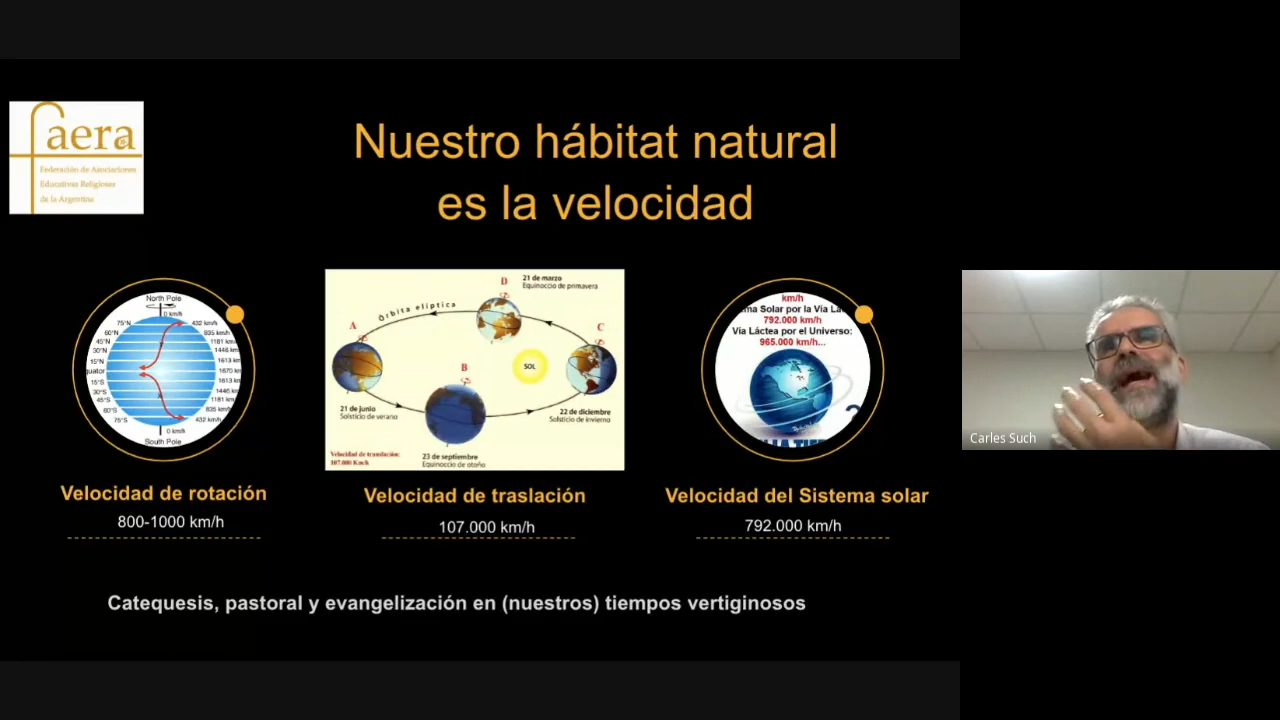 faera
Federación de Asociaciones
Educativas Religiosas
de la Argentina
Nuestro hábitat natural
es la velocidad
North Pole
0 km/h
75°N
432 km/h
60°N
835 km/h
45°N
1181 km
30°N
1446 km
15°N
1613 km
quator
1670 km
15°S
1613 km
30°S
1446 km
45°S
1181 km
60°S
835 km/h
75°S
432 km/h
0 km/h
South Pole
Velocidad de rotación
800-1000 km/h
Órbita elíptica
D
21 de marzo
Equinoccio de primavera
A
C
B
SOL
21 de junio
Solsticio de verano
22 de diciembre
Solsticio de invierno
23 de septiembre
Equinoccio de otoño
Velocidad de translación:
107.000 Km/h
Velocidad de traslación
107.000 km/h
km/h
ma Solar por la Vía La
792.000 km/h
Vía Láctea por el Universo:
965.000 km/h...
Velocidad del Sistema solar
792.000 km/h
Catequesis, pastoral y evangelización en (nuestros) tiempos vertiginosos
Carles Such